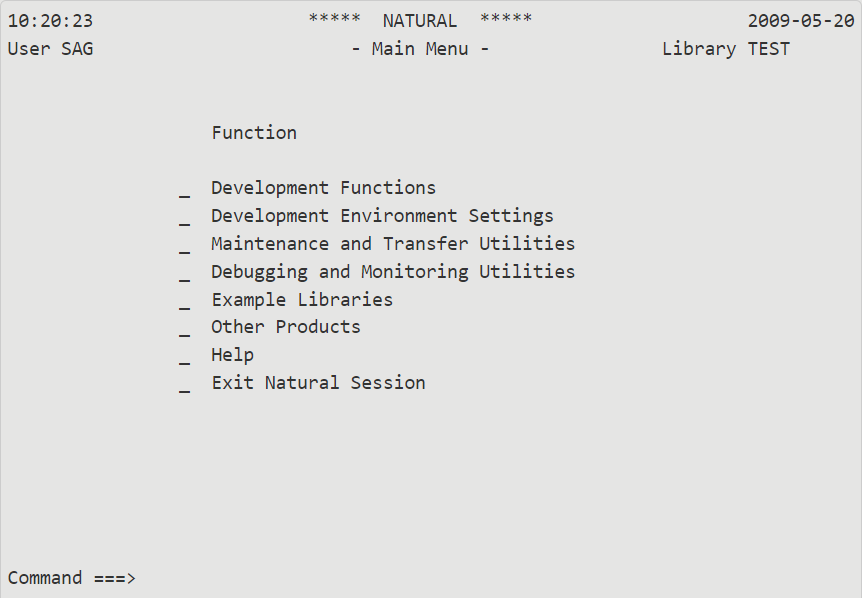 10:20:23 ***** NATURAL ***** 2009-05-20
User SAG - Main Menu - Library TEST
Function
_ Development Functions
_ Development Environment Settings
_ Maintenance and Transfer Utilities
_ Debugging and Monitoring Utilities
_ Example Libraries
_ Other Products
_ Help
_ Exit Natural Session
Command ===>